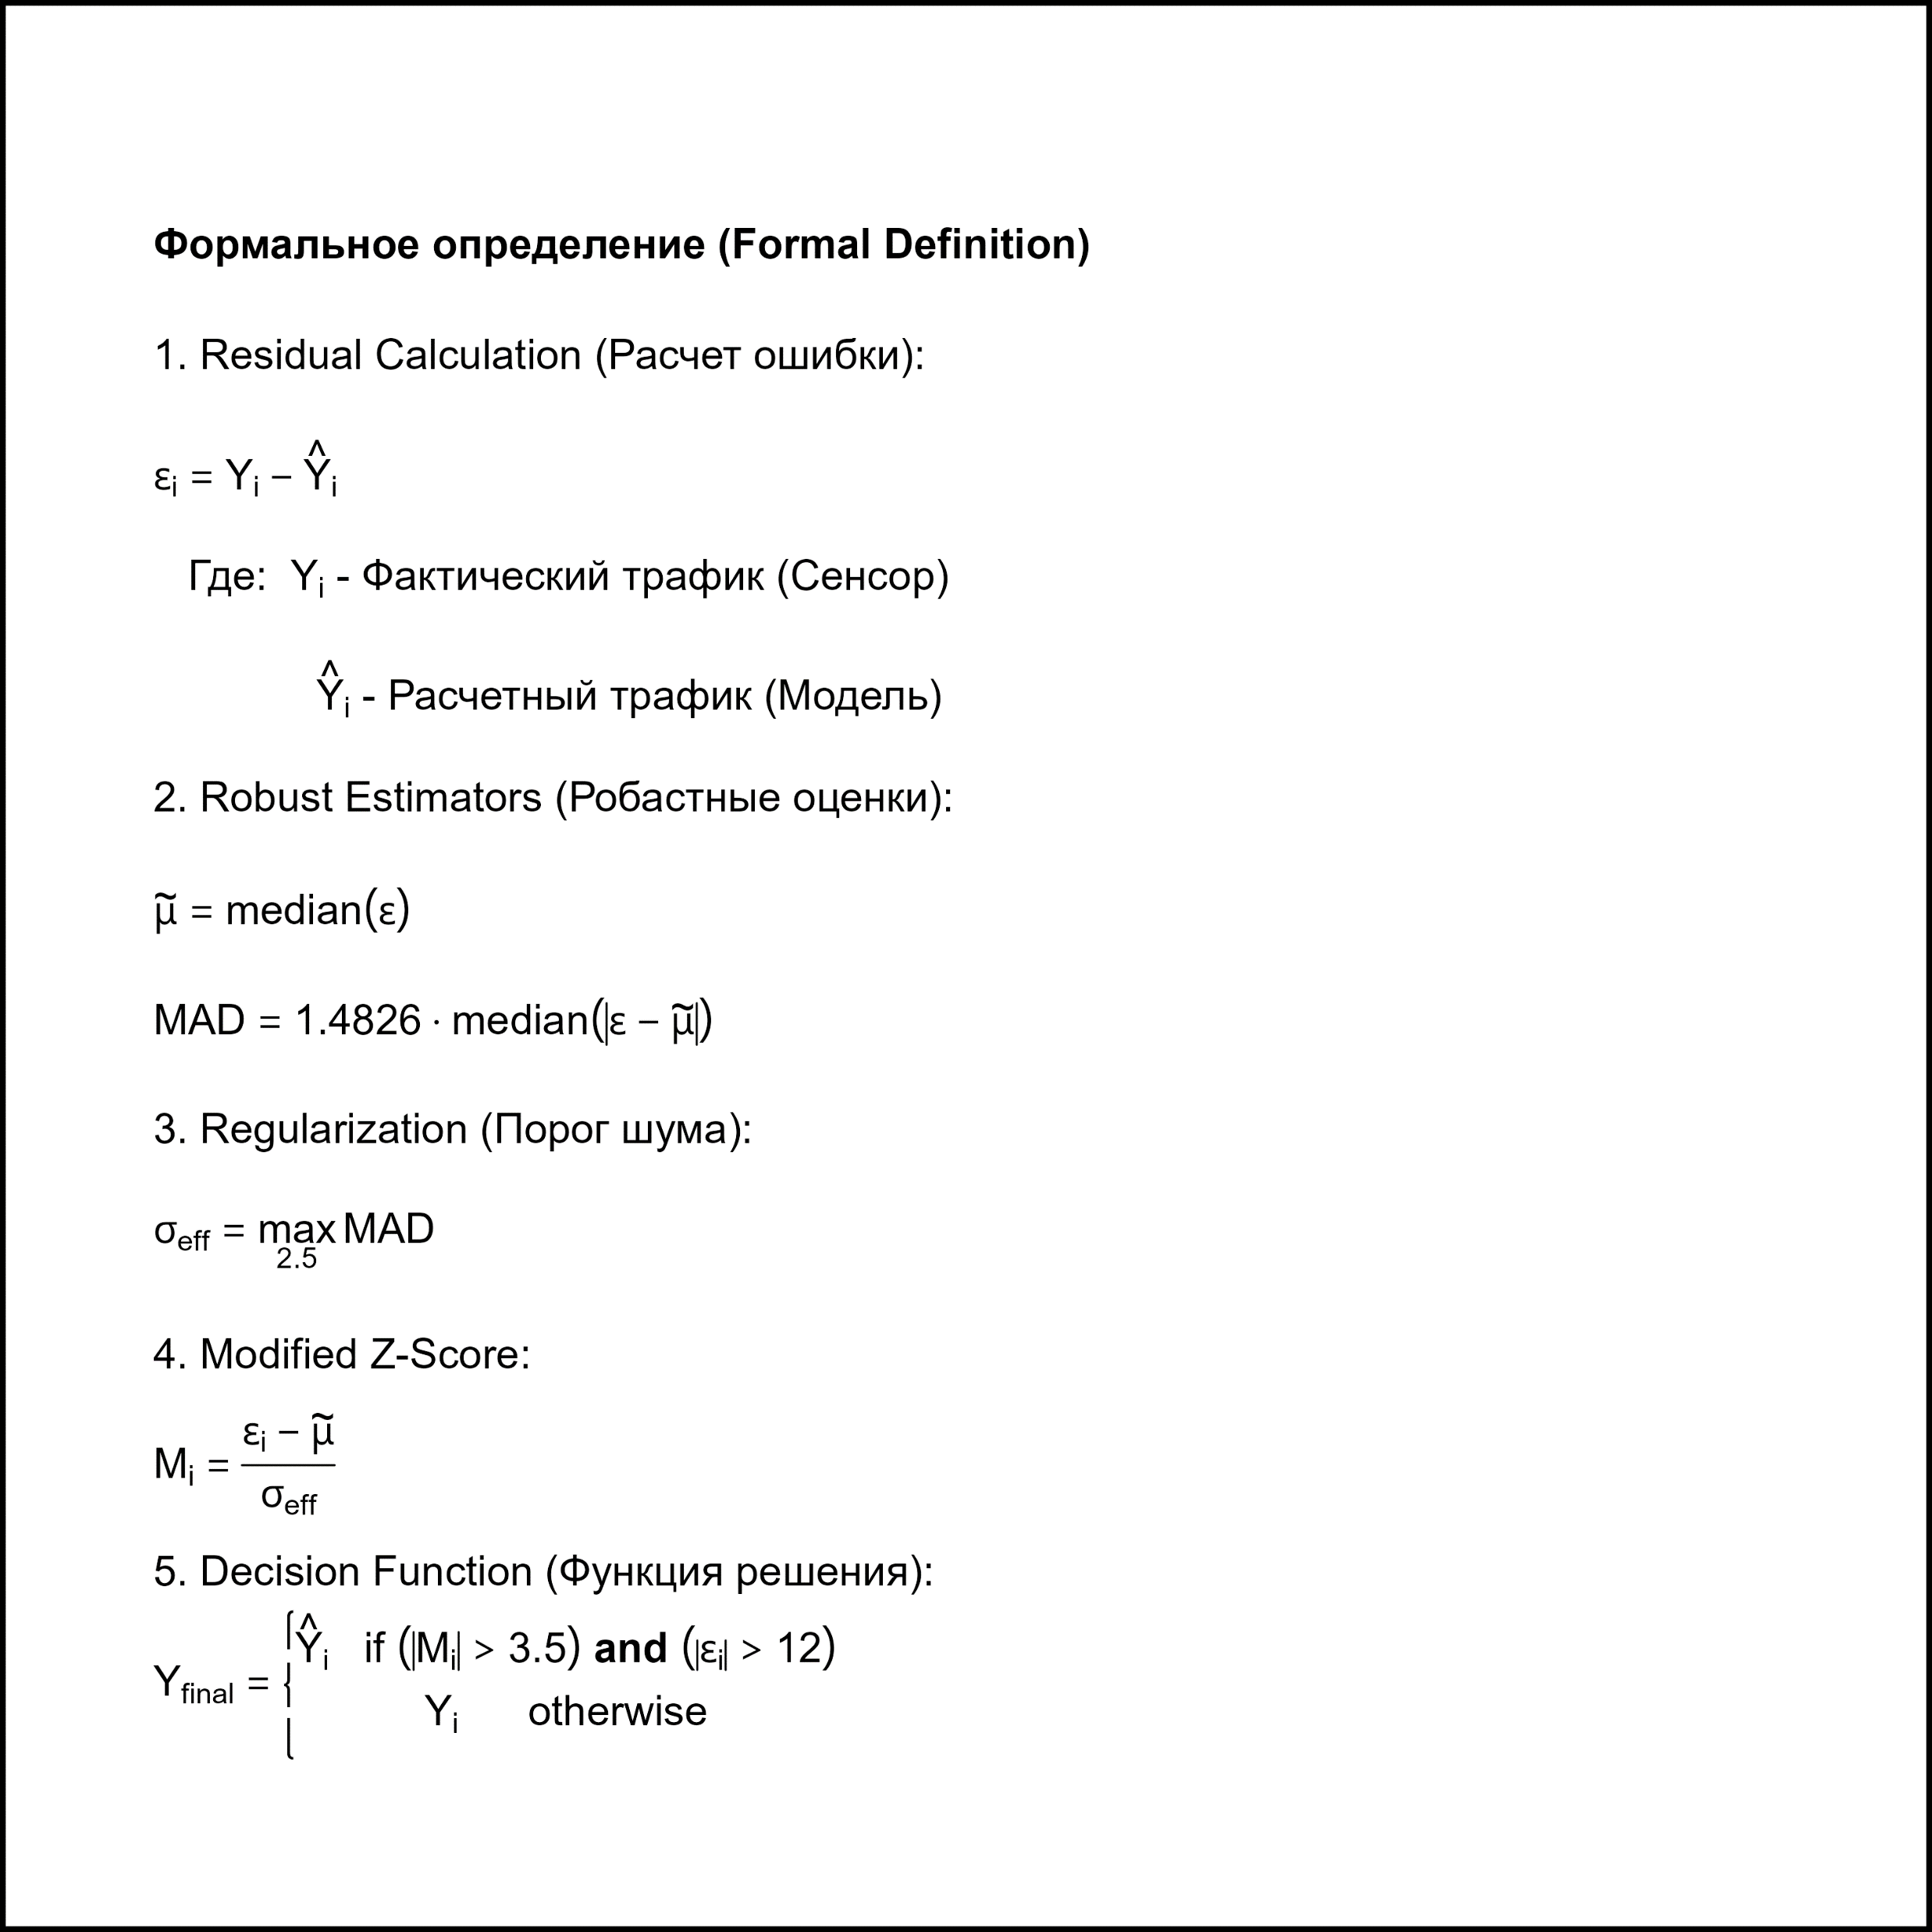 Формальное определение (Formal Definition)
1. Residual Calculation (Расчет ошибки):
εᵢ = Yᵢ − Ŷᵢ
Где: Yᵢ - Фактический трафик (Сенсор)
Ŷᵢ - Расчетный трафик (Модель)
2. Robust Estimators (Робастные оценки):
μ̃ = median(ε)
MAD = 1.4826 · median(|ε − μ̃|)
3. Regularization (Порог шума):
σ_eff = max MAD
2.5
4. Modified Z-Score:
Mᵢ = (εᵢ − μ̃) / σ_eff
5. Decision Function (Функция решения):
Y_final = { Ŷᵢ if (|Mᵢ| > 3.5) and (|εᵢ| > 12)
Yᵢ otherwise